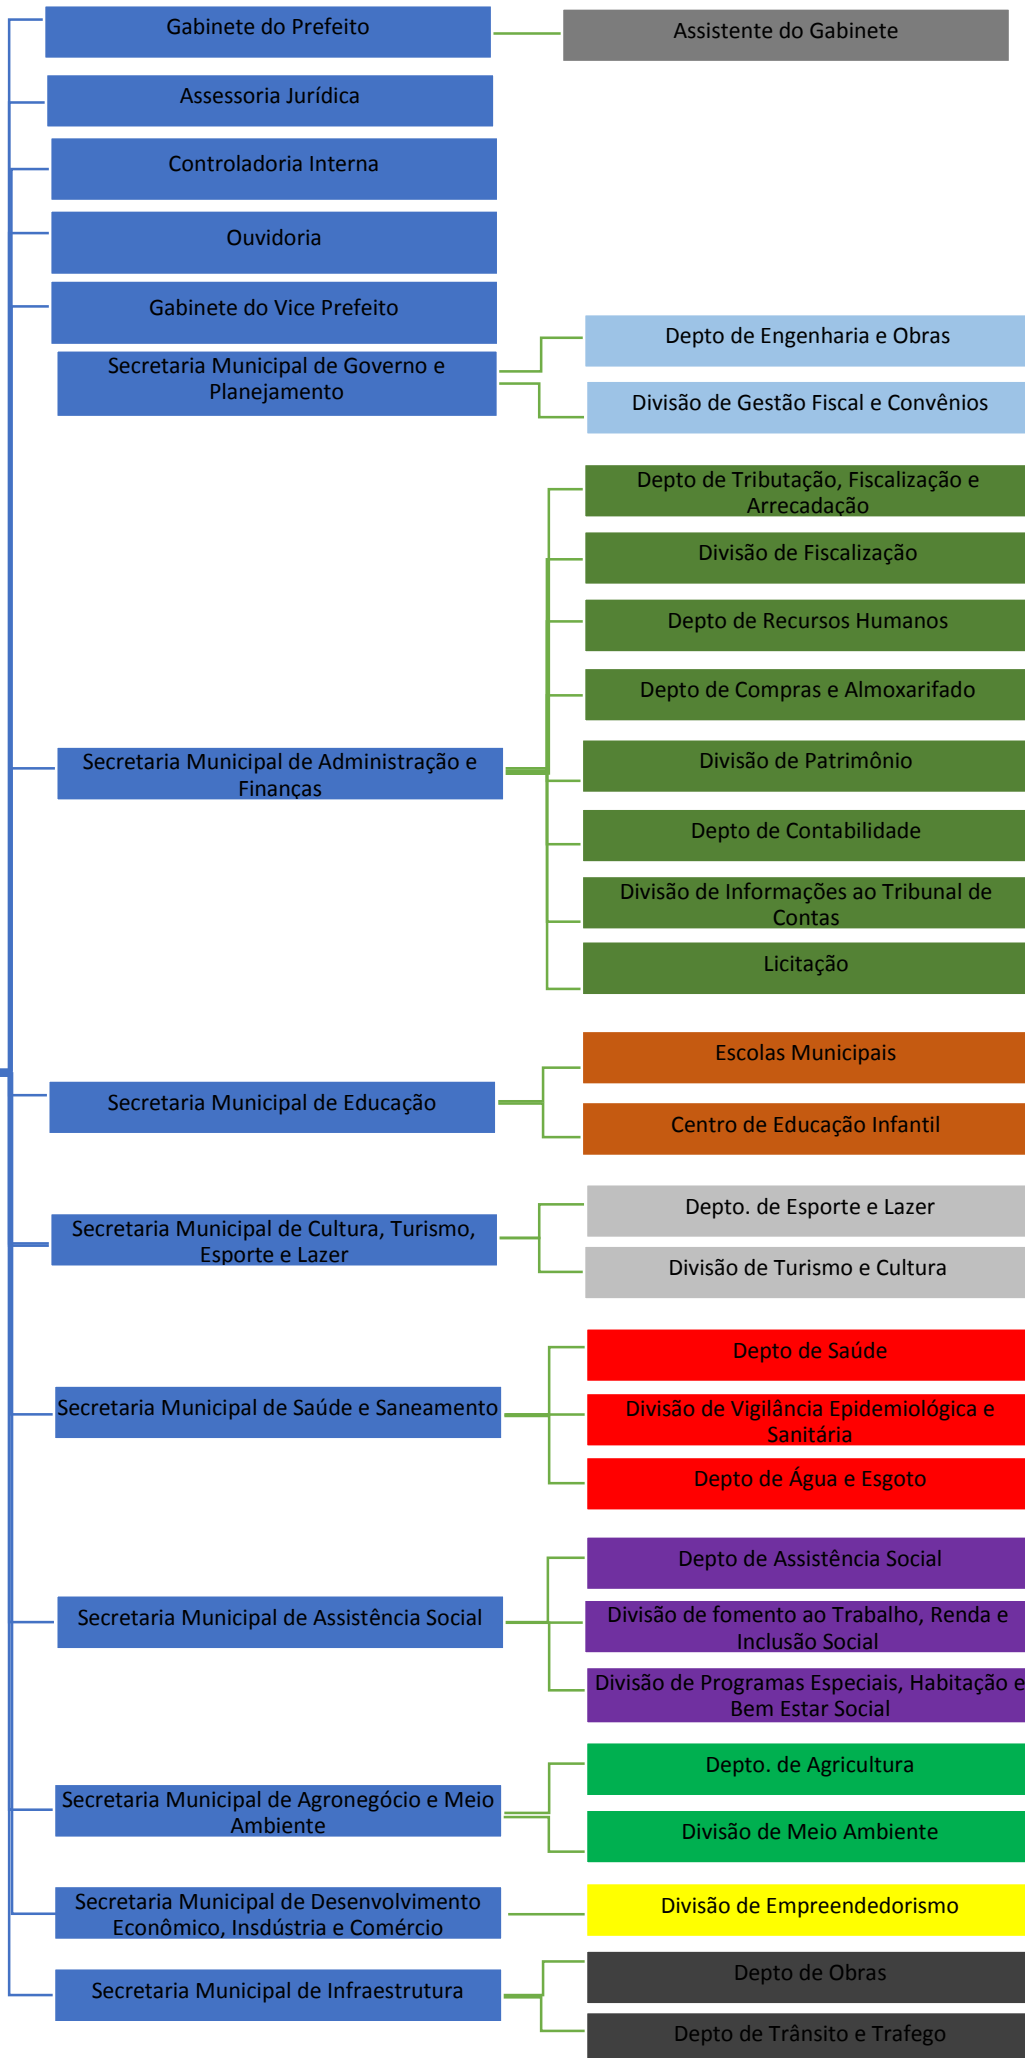 Gabinete do Prefeito
Assistente do Gabinete
Assessoria Jurídica
Controladoria Interna
Ouvidoria
Gabinete do Vice Prefeito
Secretaria Municipal de Governo e
Planejamento
Depto de Engenharia e Obras
Divisão de Gestão Fiscal e Convênios
Secretaria Municipal de Administração e
Finanças
Depto de Tributação, Fiscalização e
Arrecadação
Divisão de Fiscalização
Depto de Recursos Humanos
Depto de Compras e Almoxarifado
Divisão de Patrimônio
Depto de Contabilidade
Divisão de Informações ao Tribunal de
Contas
Licitação
Secretaria Municipal de Educação
Escolas Municipais
Centro de Educação Infantil
Secretaria Municipal de Cultura, Turismo,
Esporte e Lazer
Depto. de Esporte e Lazer
Divisão de Turismo e Cultura
Secretaria Municipal de Saúde e Saneamento
Depto de Saúde
Divisão de Vigilância Epidemiológica e
Sanitária
Depto de Água e Esgoto
Secretaria Municipal de Assistência Social
Depto de Assistência Social
Divisão de fomento ao Trabalho, Renda e
Inclusão Social
Divisão de Programas Especiais, Habitação e
Bem Estar Social
Secretaria Municipal de Agronegócio e Meio
Ambiente
Depto. de Agricultura
Divisão de Meio Ambiente
Secretaria Municipal de Desenvolvimento
Econômico, Insdústria e Comércio
Divisão de Empreendedorismo
Secretaria Municipal de Infraestrutura
Depto de Obras
Depto de Trânsito e Trafego